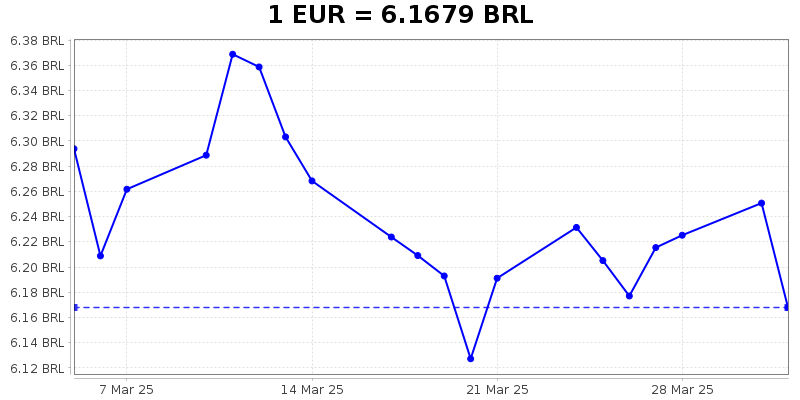 1 EUR = 6.1679 BRL
6.38 BRL
6.36 BRL
6.34 BRL
6.32 BRL
6.30 BRL
6.28 BRL
6.26 BRL
6.24 BRL
6.22 BRL
6.20 BRL
6.18 BRL
6.16 BRL
6.14 BRL
6.12 BRL
7 Mar 25 14 Mar 25 21 Mar 25 28 Mar 25